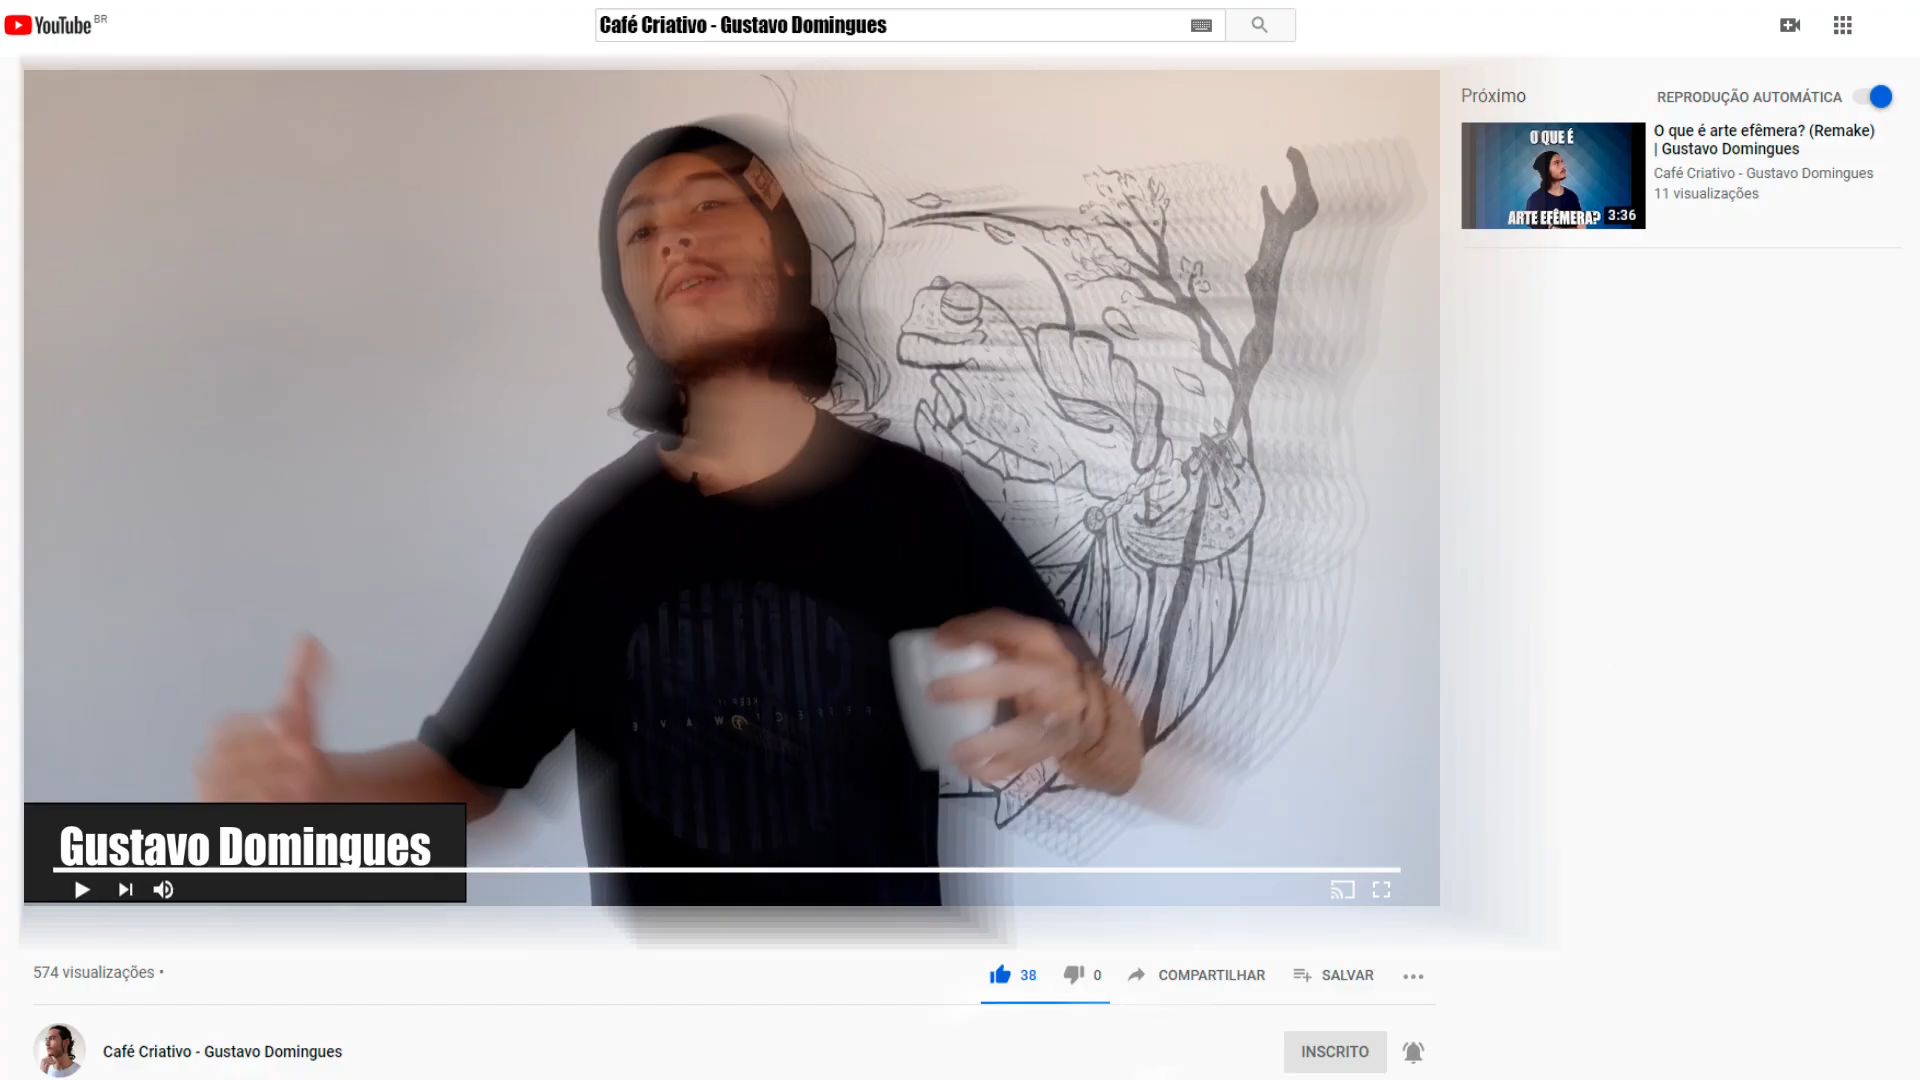 YouTube BR
Café Criativo - Gustavo Domingues
Próximo
REPRODUÇÃO AUTOMÁTICA
O QUE É
ARTE EFÊMERA?
3:36
O que é arte efêmera? (Remake)
| Gustavo Domingues
Café Criativo - Gustavo Domingues
11 visualizações
Gustavo Domingues
574 visualizações •
38
0
COMPARTILHAR
SALVAR
Café Criativo - Gustavo Domingues
INSCRITO